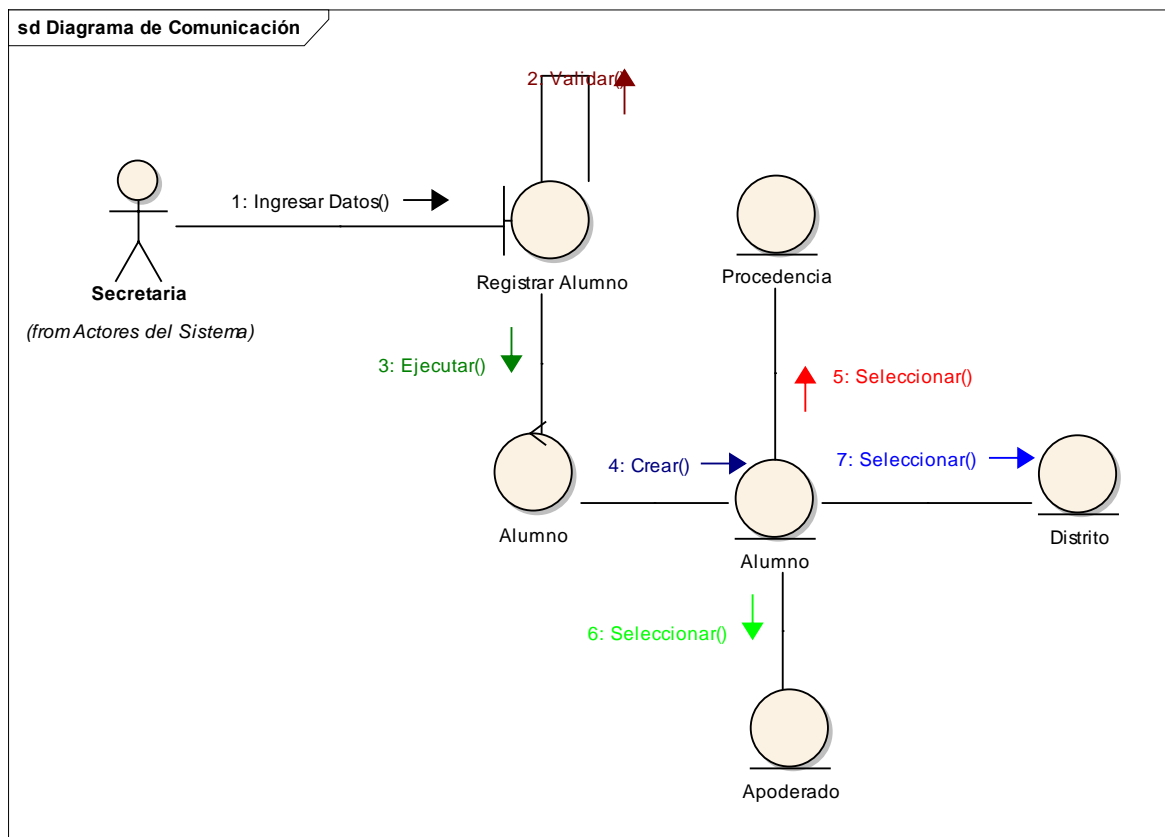 sd Diagrama de Comunicación
2: Validar()
1: Ingresar Datos()
Secretaria
(from Actores del Sistema)
Registrar Alumno
Procedencia
3: Ejecutar()
5: Seleccionar()
4: Crear()
7: Seleccionar()
Alumno
Alumno
Distrito
6: Seleccionar()
Apoderado